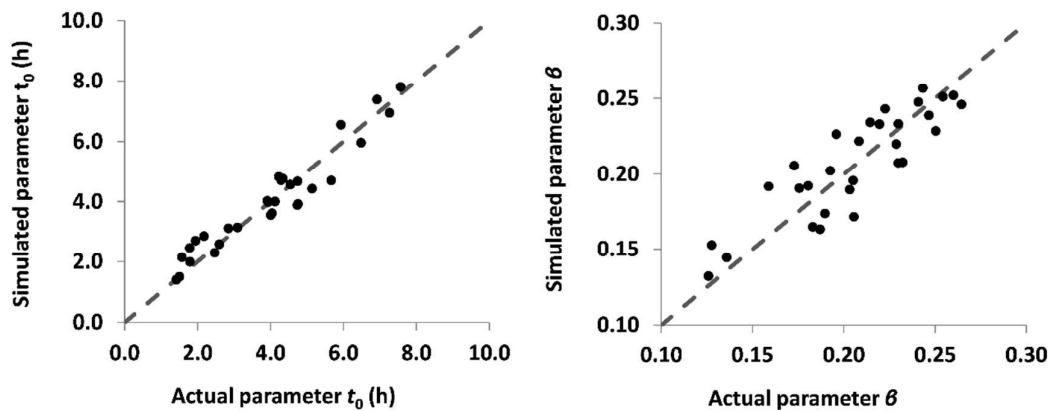 Simulated parameter t₀ (h)
10.0
8.0
6.0
4.0
2.0
0.0
0.0 2.0 4.0 6.0 8.0 10.0
Actual parameter t₀ (h)
Simulated parameter β
0.30
0.25
0.20
0.15
0.10
0.10 0.15 0.20 0.25 0.30
Actual parameter β